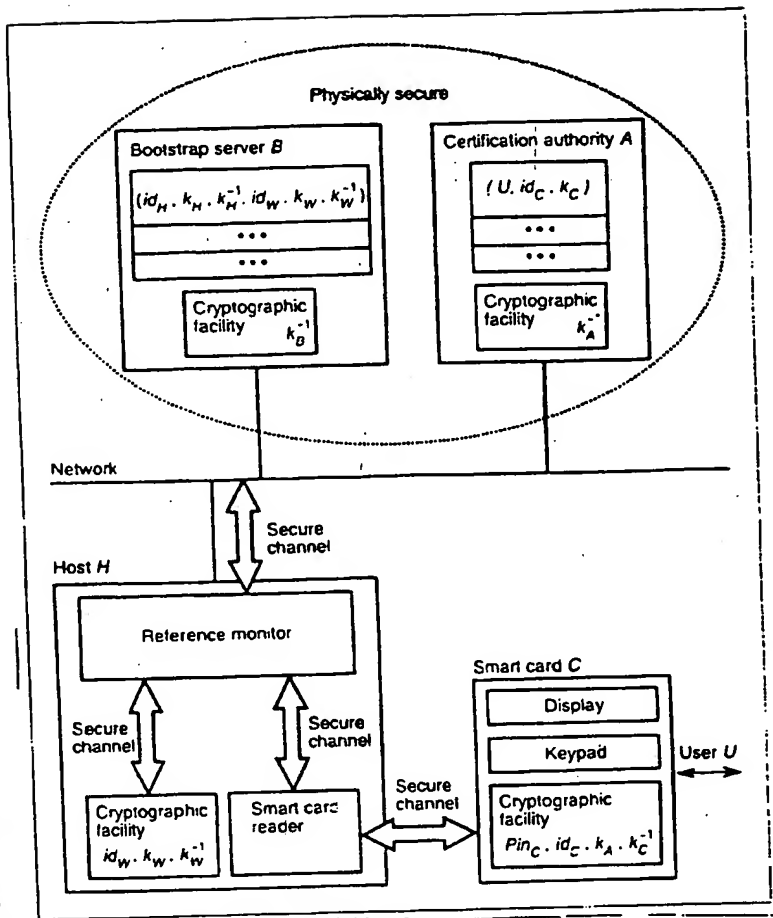 Physically secure
Bootstrap server B
(id_H. k_H. k_H^-1. id_W. k_W. k_W^-1)
•••
•••
Cryptographic
facility
k_B^-1
Certification authority A
( U. id_C. k_C )
•••
•••
Cryptographic
facility
Network
Secure
channel
Host H
Reference monitor
Secure
channel
Secure
channel
Cryptographic
facility
id_W. k_W. k_W^-1
Smart card
reader
Secure
channel
Smart card C
Display
Keypad
Cryptographic
facility
Pin_C. id_C. k_A. k_C^-1
User U